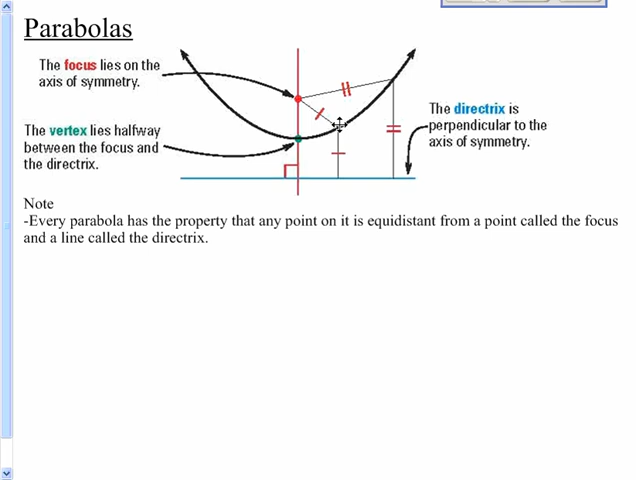 Parabolas
The focus lies on the
axis of symmetry.
The vertex lies halfway
between the focus and
the directrix.
The directrix is
perpendicular to the
axis of symmetry.
Note
-Every parabola has the property that any point on it is equidistant from a point called the focus
and a line called the directrix.